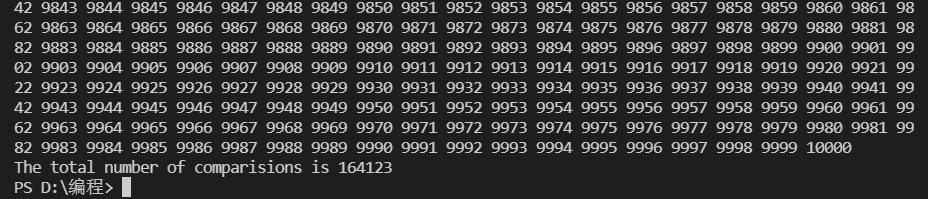 42 9843 9844 9845 9846 9847 9848 9849 9850 9851 9852 9853 9854 9855 9856 9857 9858 9859 9860 9861 98
62 9863 9864 9865 9866 9867 9868 9869 9870 9871 9872 9873 9874 9875 9876 9877 9878 9879 9880 9881 98
82 9883 9884 9885 9886 9887 9888 9889 9890 9891 9892 9893 9894 9895 9896 9897 9898 9899 9900 9901 99
02 9903 9904 9905 9906 9907 9908 9909 9910 9911 9912 9913 9914 9915 9916 9917 9918 9919 9920 9921 99
22 9923 9924 9925 9926 9927 9928 9929 9930 9931 9932 9933 9934 9935 9936 9937 9938 9939 9940 9941 99
42 9943 9944 9945 9946 9947 9948 9949 9950 9951 9952 9953 9954 9955 9956 9957 9958 9959 9960 9961 99
62 9963 9964 9965 9966 9967 9968 9969 9970 9971 9972 9973 9974 9975 9976 9977 9978 9979 9980 9981 99
82 9983 9984 9985 9986 9987 9988 9989 9990 9991 9992 9993 9994 9995 9996 9997 9998 9999 10000
The total number of comparisions is 164123
PS D:\编程>